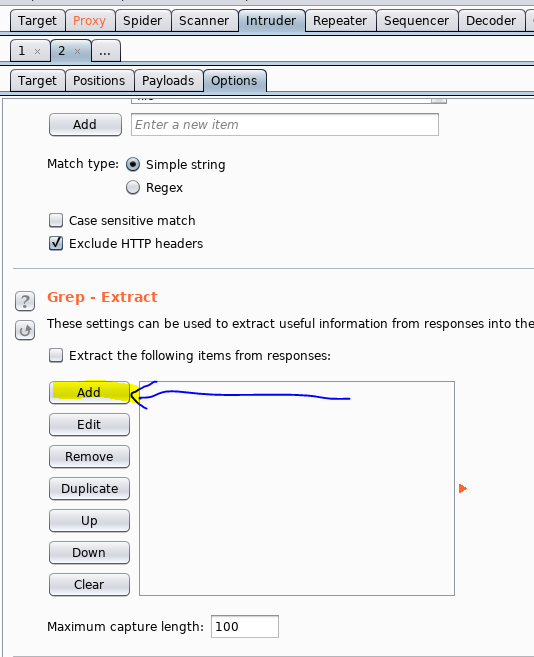 Target Proxy Spider Scanner Intruder Repeater Sequencer Decoder
1 × 2 × ...
Target Positions Payloads Options
Add Enter a new item
Match type: Simple string
Regex
Case sensitive match
Exclude HTTP headers
? Grep - Extract
These settings can be used to extract useful information from responses into the
Extract the following items from responses:
Add
Edit
Remove
Duplicate
Up
Down
Clear
Maximum capture length: 100